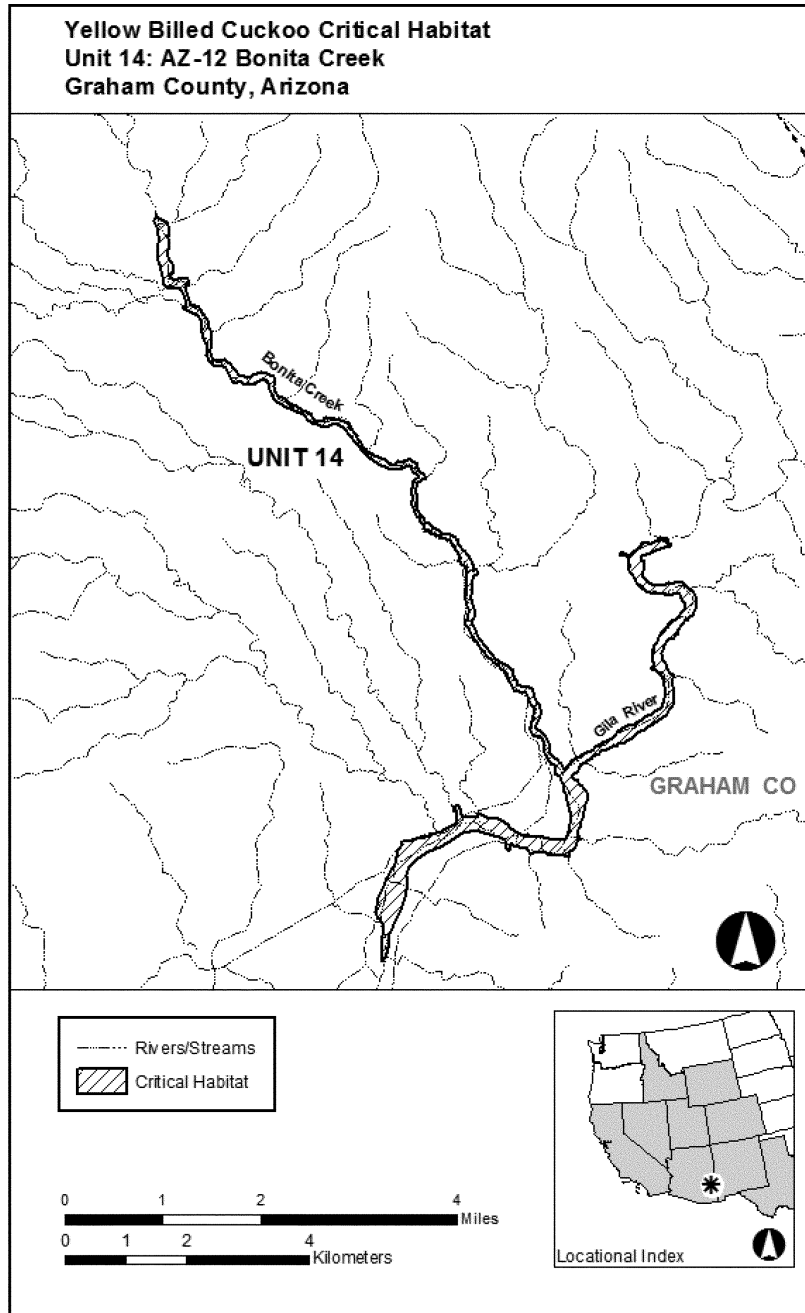 Yellow Billed Cuckoo Critical Habitat
Unit 14: AZ-12 Bonita Creek
Graham County, Arizona
Bonita Creek
UNIT 14
Gila River
GRAHAM CO
Rivers/Streams
Critical Habitat
0 1 2 4
Miles
0 1 2 4
Kilometers
Locational Index